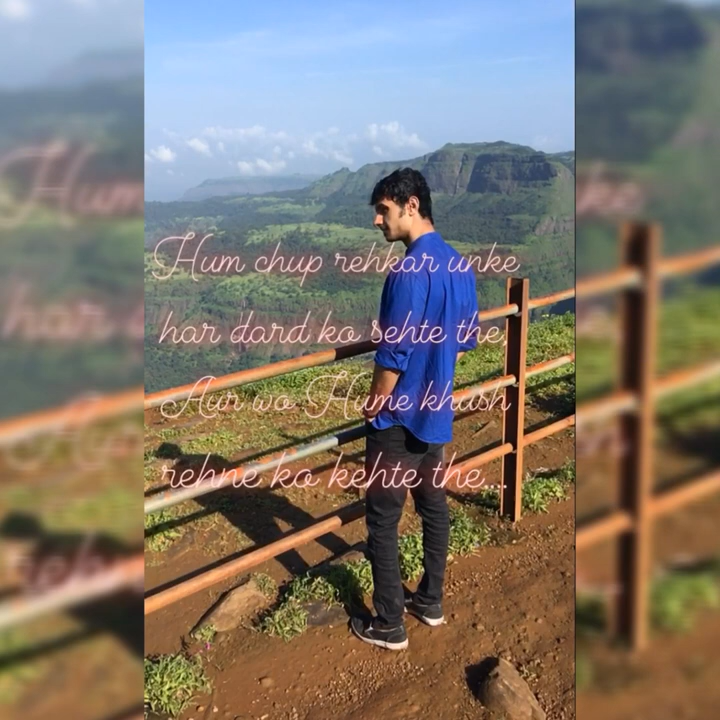 Hum chup rehkar unke
har dard ko sehte the,
Aur wo Hume khush
rehne ko kehte the...